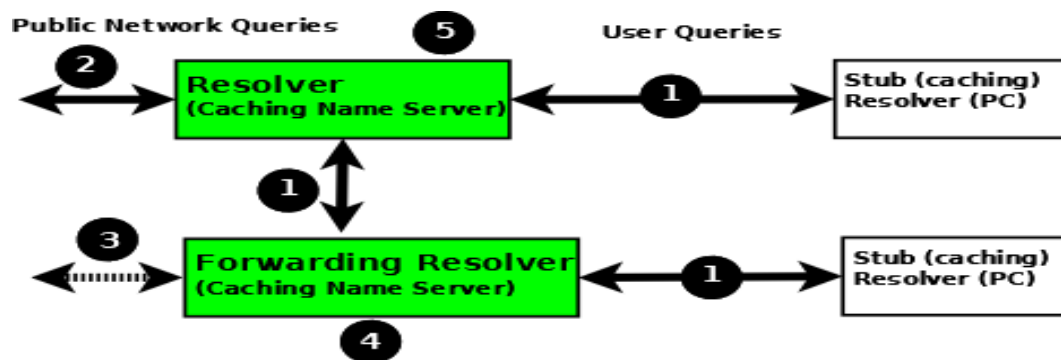 Public Network Queries
5
User Queries
2
Resolver
(Caching Name Server)
1
Stub (caching)
Resolver (PC)
1
3
Forwarding Resolver
(Caching Name Server)
1
Stub (caching)
Resolver (PC)
4